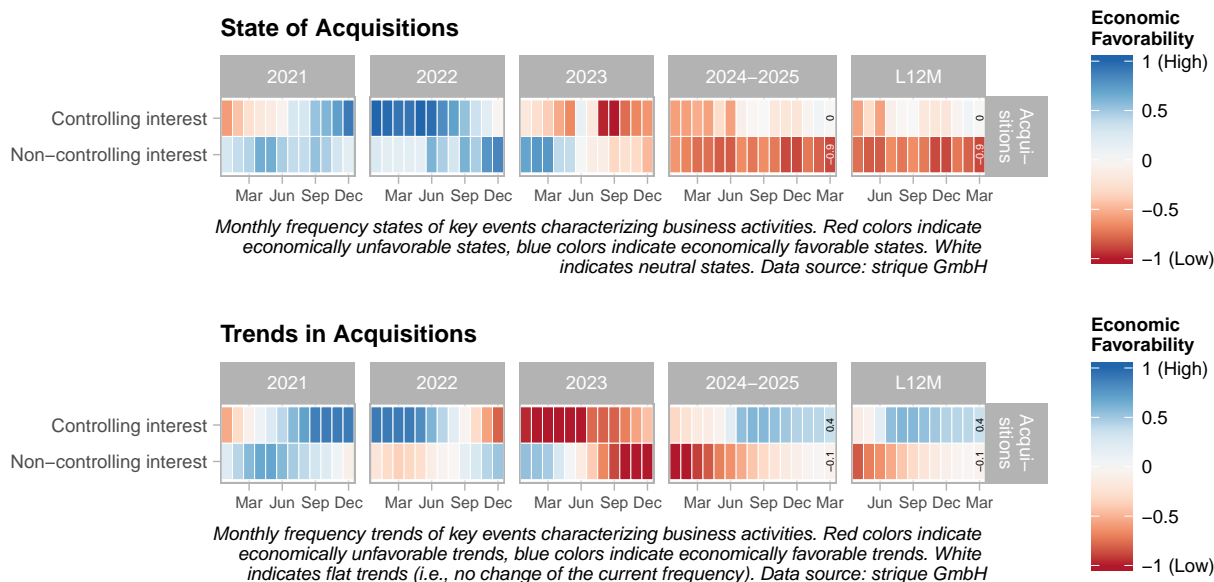 State of Acquisitions
2021 2022 2023 2024−2025 L12M
Controlling interest
Non−controlling interest
0
−0.9
Acqui−
sitions
Mar Jun Sep Dec Mar Jun Sep Dec Mar Jun Sep Dec Mar Jun Sep Dec Mar Jun Sep Dec Mar
Monthly frequency states of key events characterizing business activities. Red colors indicate
economically unfavorable states, blue colors indicate economically favorable states. White
indicates neutral states. Data source: strique GmbH
Economic
Favorability
1 (High)
0.5
0
−0.5
−1 (Low)
0
−0.9
Trends in Acquisitions
2021 2022 2023 2024−2025 L12M
Controlling interest
Non−controlling interest
0.4
−0.1
0.4
−0.1
Acqui−
sitions
Mar Jun Sep Dec Mar Jun Sep Dec Mar Jun Sep Dec Mar Jun Sep Dec Mar Jun Sep Dec Mar
Monthly frequency trends of key events characterizing business activities. Red colors indicate
economically unfavorable trends, blue colors indicate economically favorable trends. White
indicates flat trends (i.e., no change of the current frequency). Data source: strique GmbH
Economic
Favorability
1 (High)
0.5
0
−0.5
−1 (Low)